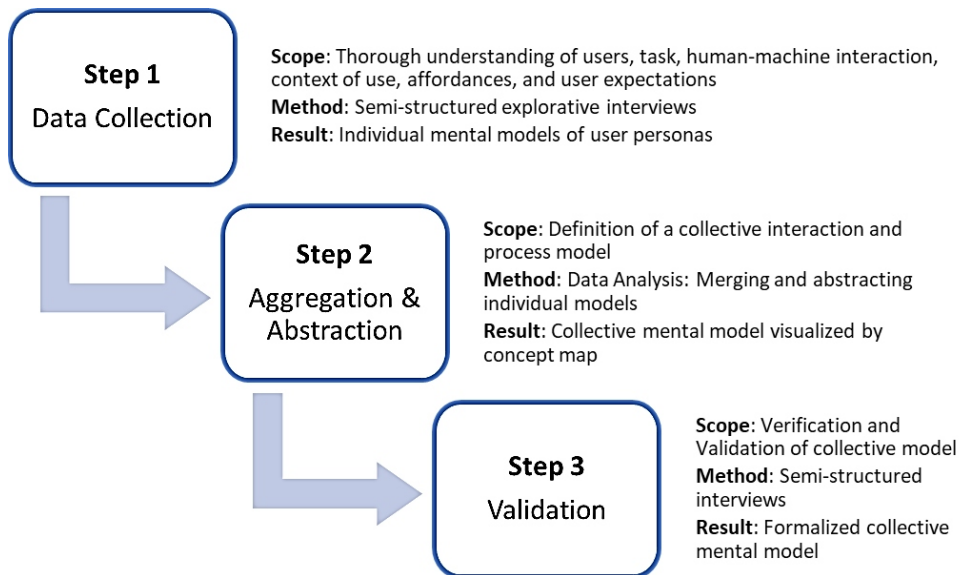 Step 1
Data Collection
Scope: Thorough understanding of users, task, human-machine interaction,
context of use, affordances, and user expectations
Method: Semi-structured explorative interviews
Result: Individual mental models of user personas
Step 2
Aggregation &
Abstraction
Scope: Definition of a collective interaction and
process model
Method: Data Analysis: Merging and abstracting
individual models
Result: Collective mental model visualized by
concept map
Step 3
Validation
Scope: Verification and
Validation of collective model
Method: Semi-structured
interviews
Result: Formalized collective
mental model